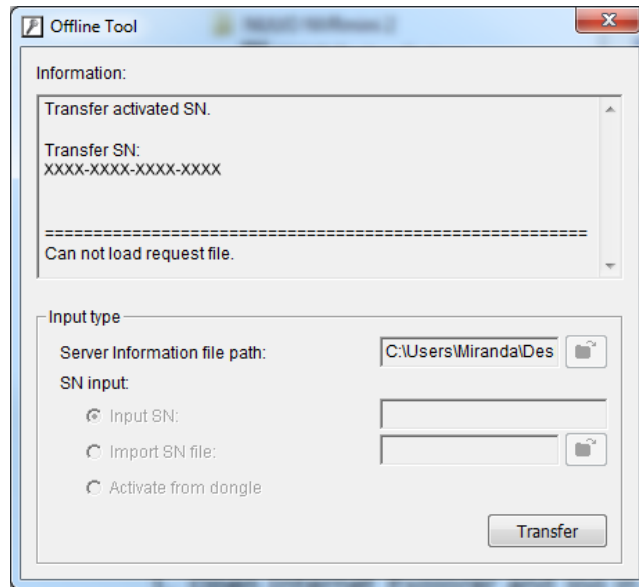 Offline Tool
Information:
Transfer activated SN.
Transfer SN:
XXXX-XXXX-XXXX-XXXX
========================================================
Can not load request file.
Input type
Server Information file path:
C:\Users\Miranda\Des
SN input:
Input SN:
Import SN file:
Activate from dongle
Transfer